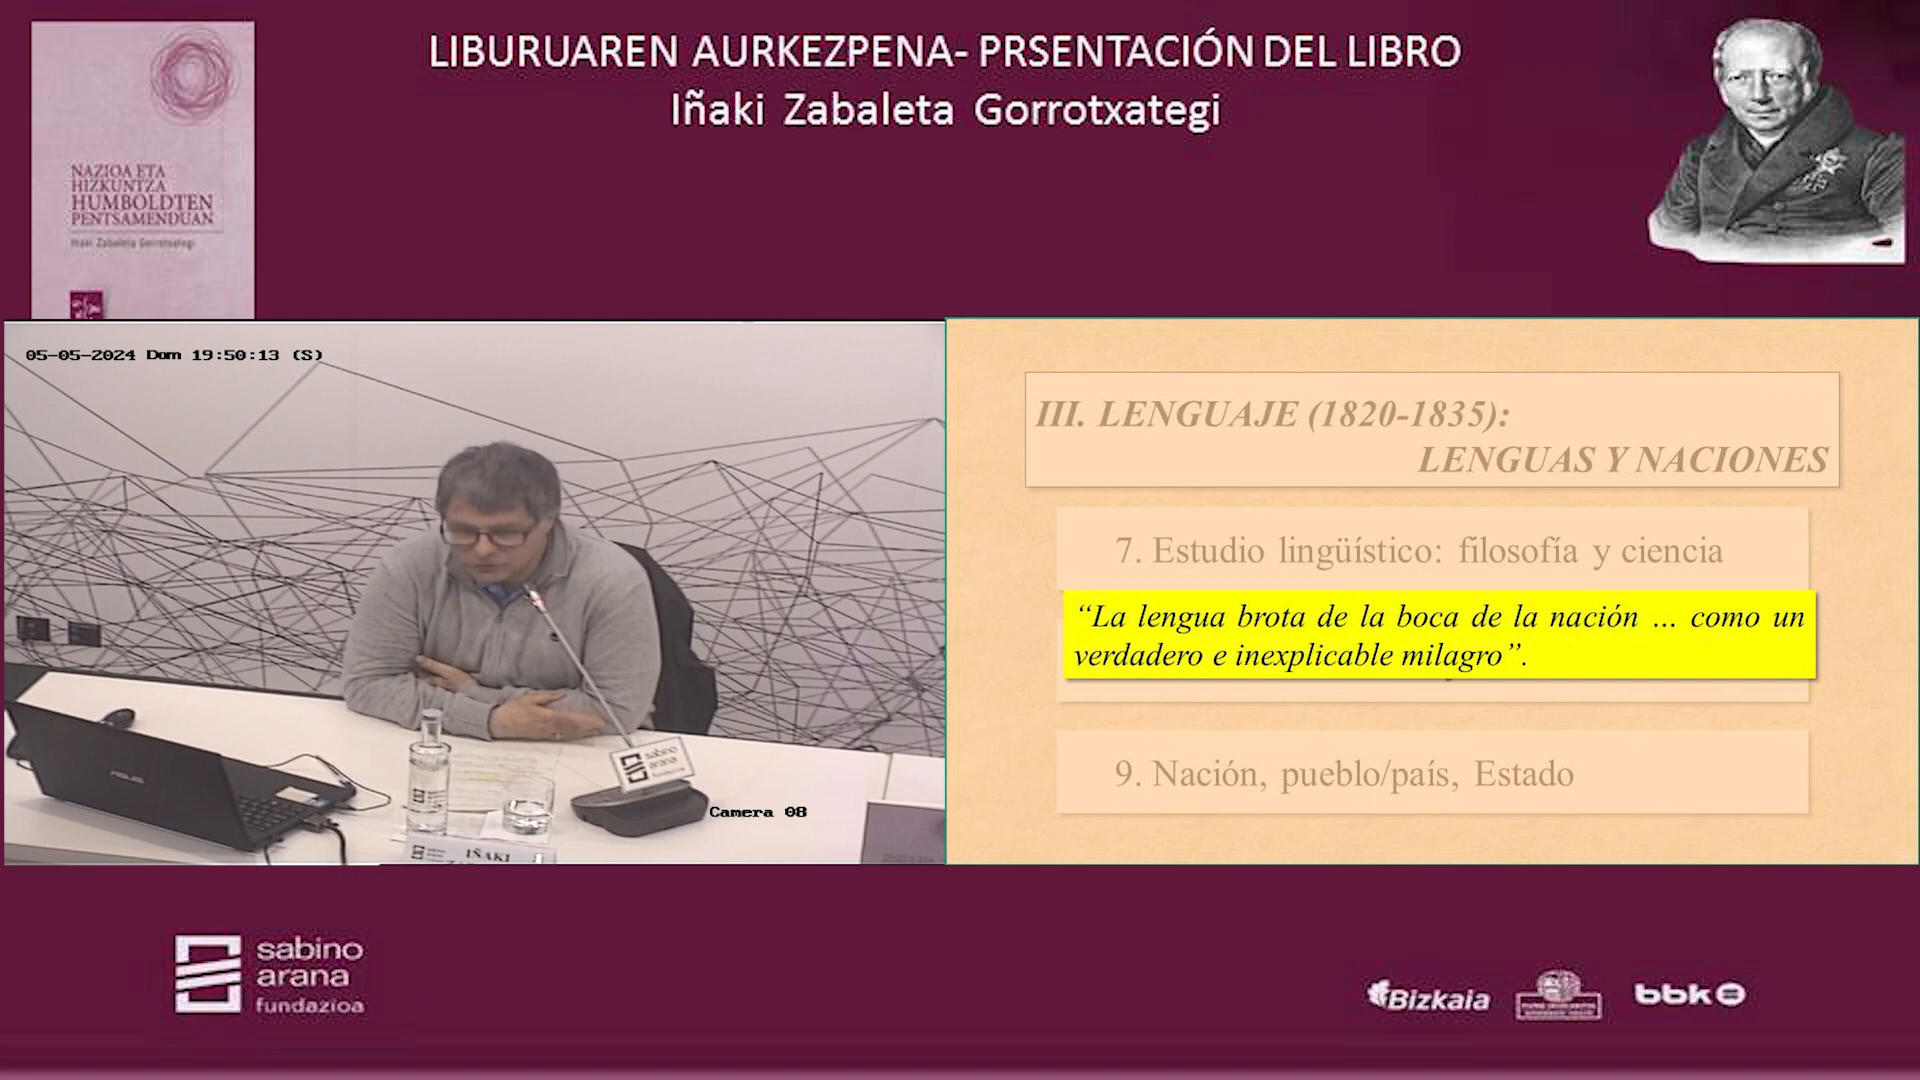 LIBURUAREN AURKEZPENA- PRSENTACIÓN DEL LIBRO
Iñaki Zabaleta Gorrotxategi
NAZIOA ETA
HIZKUNTZA
HUMBOLDTEN
PENTSAMENDUAN
Iñaki Zabaleta Gorrotxategi
05-05-2024 Dom 19:50:13 (S)
ASUS
sabino
arana
fundazioa
Camera 08
IÑAKI
III. LENGUAJE (1820-1835):
LENGUAS Y NACIONES
7. Estudio lingüístico: filosofía y ciencia
“La lengua brota de la boca de la nación ... como un
verdadero e inexplicable milagro”.
9. Nación, pueblo/país, Estado
sabino
arana
fundazioa
Bizkaia
bbk